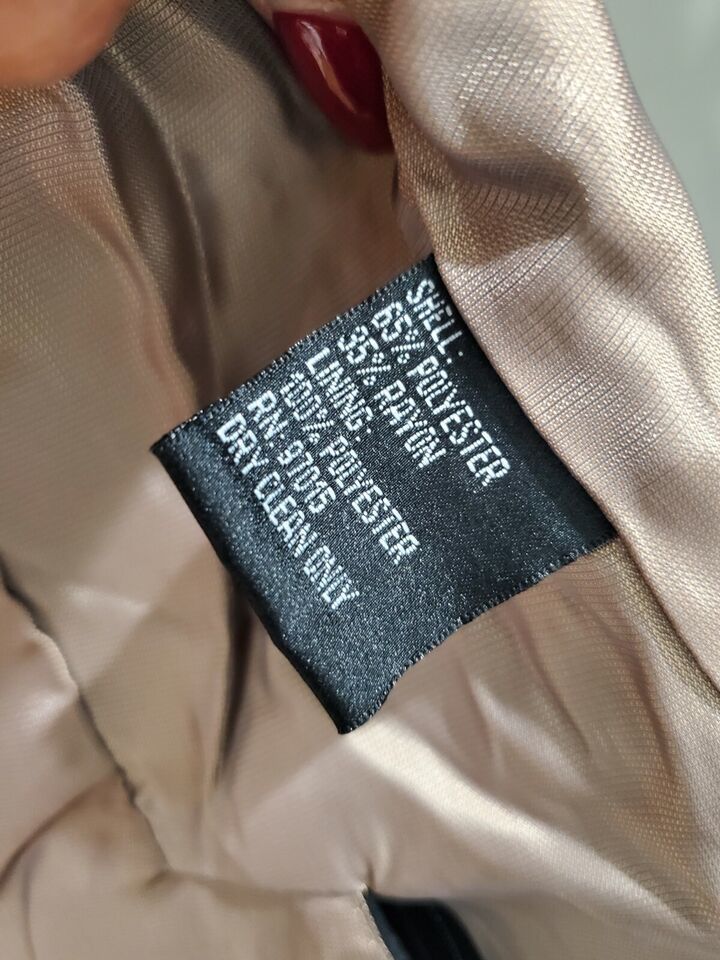 SHELL:
65% POLYESTER
35% RAYON
LINING:
100% POLYESTER
RN 97015
DRY CLEAN ONLY